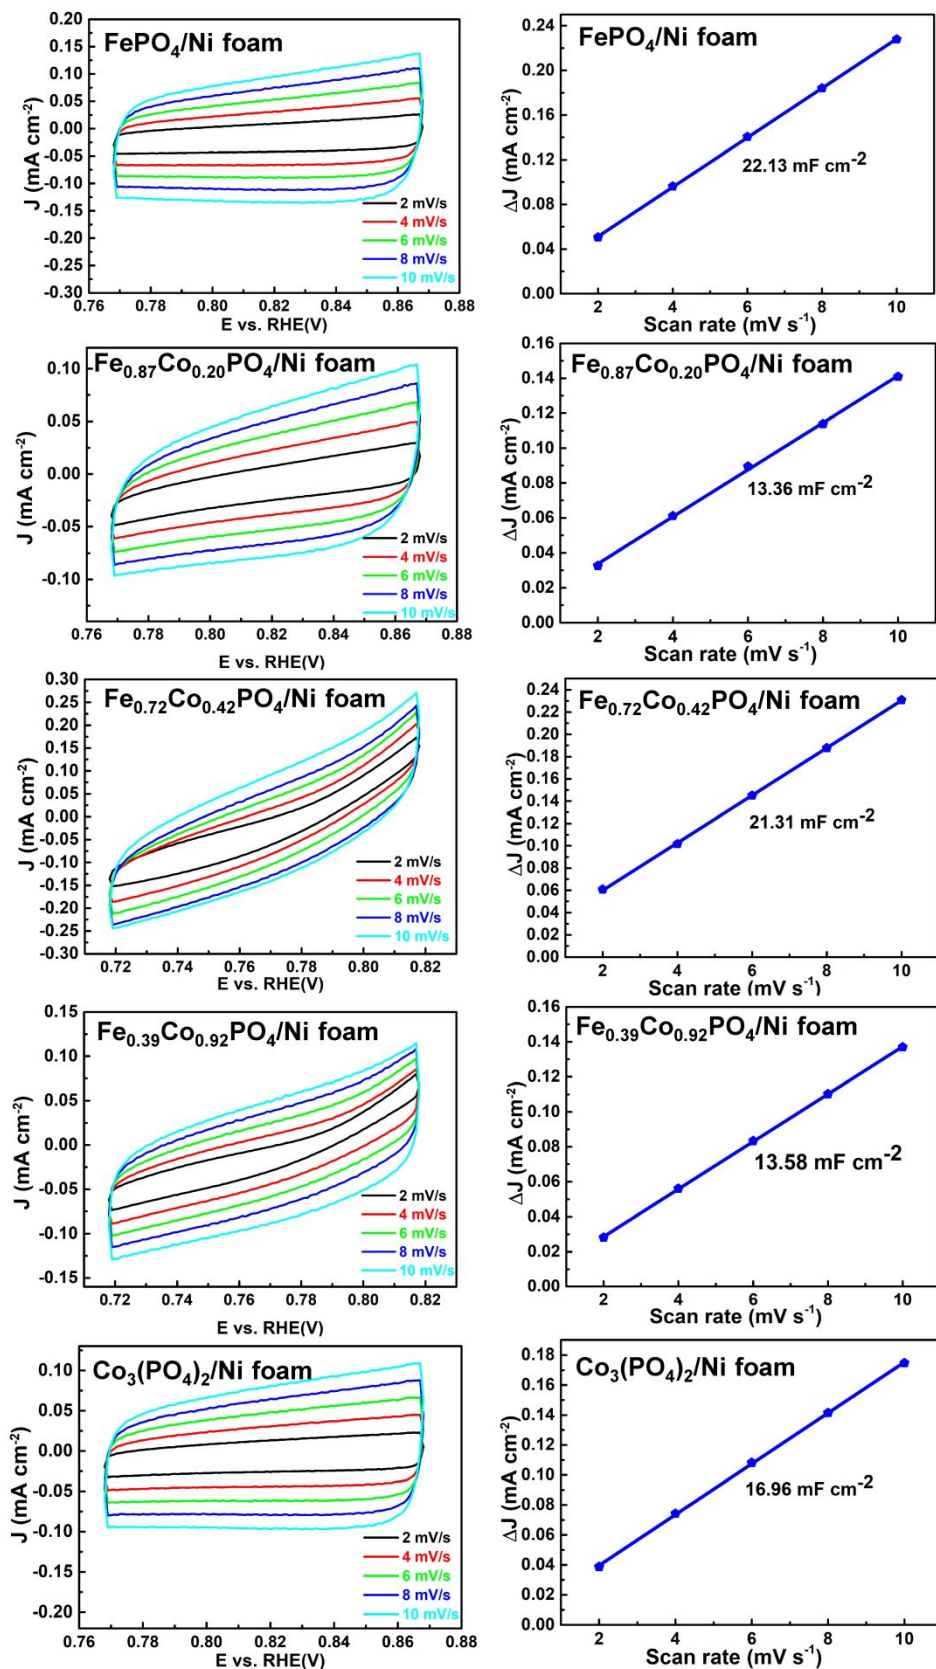 FePO₄/Ni foam
J (mA cm⁻²)
0.20
0.15
0.10
0.05
0.00
-0.05
-0.10
-0.15
-0.20
-0.25
-0.30
2 mV/s
4 mV/s
6 mV/s
8 mV/s
10 mV/s
0.76 0.78 0.80 0.82 0.84 0.86 0.88
E vs. RHE(V)
FePO₄/Ni foam
ΔJ (mA cm⁻²)
0.24
0.20
0.16
0.12
0.08
0.04
0.00
22.13 mF cm⁻²
2 4 6 8 10
Scan rate (mV s⁻¹)
Fe₀.₈₇Co₀.₂₀PO₄/Ni foam
J (mA cm⁻²)
0.10
0.05
0.00
-0.05
-0.10
2 mV/s
4 mV/s
6 mV/s
8 mV/s
10 mV/s
0.76 0.78 0.80 0.82 0.84 0.86 0.88
E vs. RHE(V)
Fe₀.₈₇Co₀.₂₀PO₄/Ni foam
ΔJ (mA cm⁻²)
0.16
0.14
0.12
0.10
0.08
0.06
0.04
0.02
0.00
13.36 mF cm⁻²
2 4 6 8 10
Scan rate (mV s⁻¹)
Fe₀.₇₂Co₀.₄₂PO₄/Ni foam
J (mA cm⁻²)
0.30
0.25
0.20
0.15
0.10
0.05
0.00
-0.05
-0.10
-0.15
-0.20
-0.25
-0.30
2 mV/s
4 mV/s
6 mV/s
8 mV/s
10 mV/s
0.72 0.74 0.76 0.78 0.80 0.82
E vs. RHE(V)
Fe₀.₇₂Co₀.₄₂PO₄/Ni foam
ΔJ (mA cm⁻²)
0.24
0.22
0.20
0.18
0.16
0.14
0.12
0.10
0.08
0.06
0.04
0.02
0.00
21.31 mF cm⁻²
2 4 6 8 10
Scan rate (mV s⁻¹)
Fe₀.₃₉Co₀.₉₂PO₄/Ni foam
J (mA cm⁻²)
0.15
0.10
0.05
0.00
-0.05
-0.10
-0.15
2 mV/s
4 mV/s
6 mV/s
8 mV/s
10 mV/s
0.72 0.74 0.76 0.78 0.80 0.82
E vs. RHE(V)
Fe₀.₃₉Co₀.₉₂PO₄/Ni foam
ΔJ (mA cm⁻²)
0.16
0.14
0.12
0.10
0.08
0.06
0.04
0.02
0.00
13.58 mF cm⁻²
2 4 6 8 10
Scan rate (mV s⁻¹)
Co₃(PO₄)₂/Ni foam
J (mA cm⁻²)
0.10
0.05
0.00
-0.05
-0.10
-0.15
-0.20
2 mV/s
4 mV/s
6 mV/s
8 mV/s
10 mV/s
0.76 0.78 0.80 0.82 0.84 0.86 0.88
E vs. RHE(V)
Co₃(PO₄)₂/Ni foam
ΔJ (mA cm⁻²)
0.18
0.16
0.14
0.12
0.10
0.08
0.06
0.04
0.02
0.00
16.96 mF cm⁻²
2 4 6 8 10
Scan rate (mV s⁻¹)